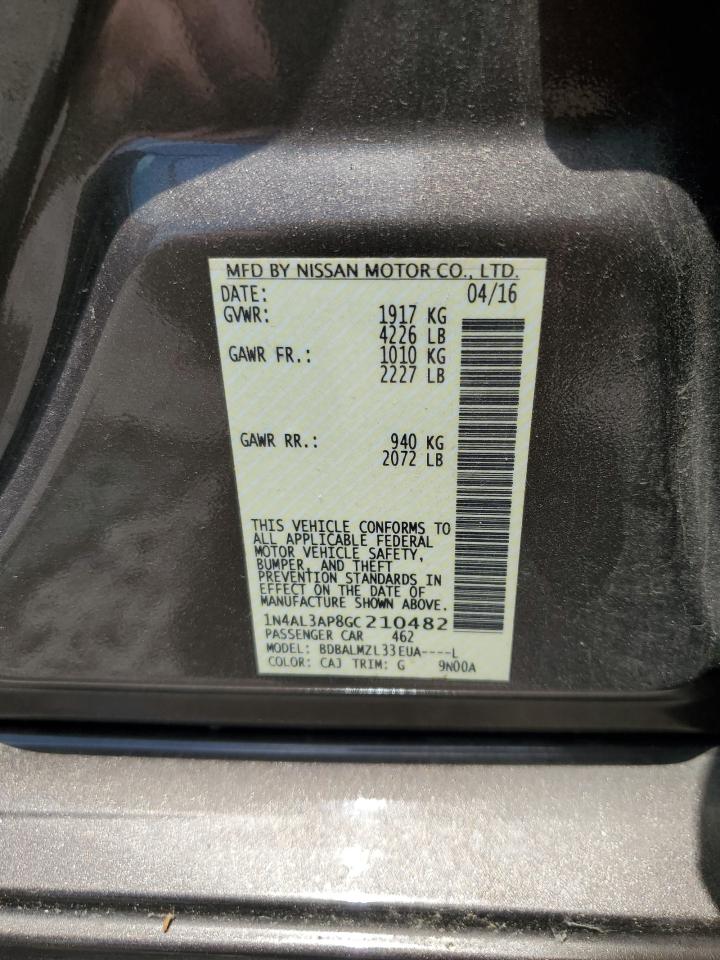 MFD BY NISSAN MOTOR CO., LTD.
DATE: 04/16
GVWR: 1917 KG
4226 LB
GAWR FR.: 1010 KG
2227 LB
GAWR RR.: 940 KG
2072 LB
THIS VEHICLE CONFORMS TO
ALL APPLICABLE FEDERAL
MOTOR VEHICLE SAFETY,
BUMPER, AND THEFT
PREVENTION STANDARDS IN
EFFECT ON THE DATE OF
MANUFACTURE SHOWN ABOVE.
1N4AL3AP8GC210482
PASSENGER CAR 462
MODEL: BDBALMZL33EUA----L
COLOR: CAJ TRIM: G 9N00A